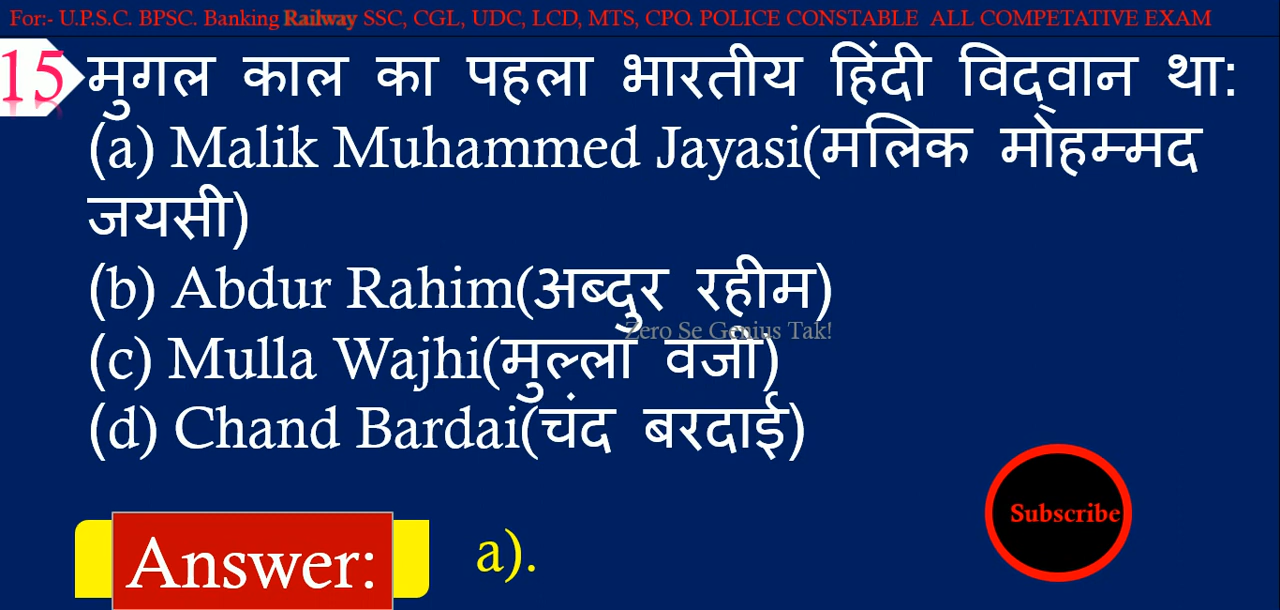 For:- U.P.S.C. BPSC. Banking Railway SSC, CGL, UDC, LCD, MTS, CPO. POLICE CONSTABLE ALL COMPETATIVE EXAM
15 मुगल काल का पहला भारतीय हिंदी विद्वान था:
(a) Malik Muhammed Jayasi(मलिक मोहम्मद
जयसी)
(b) Abdur Rahim(अब्दुर रहीम)
Zero Se Genius Tak!
(c) Mulla Wajhi(मुल्ला वजी)
(d) Chand Bardai(चंद बरदाई)
Subscribe
Answer: a).